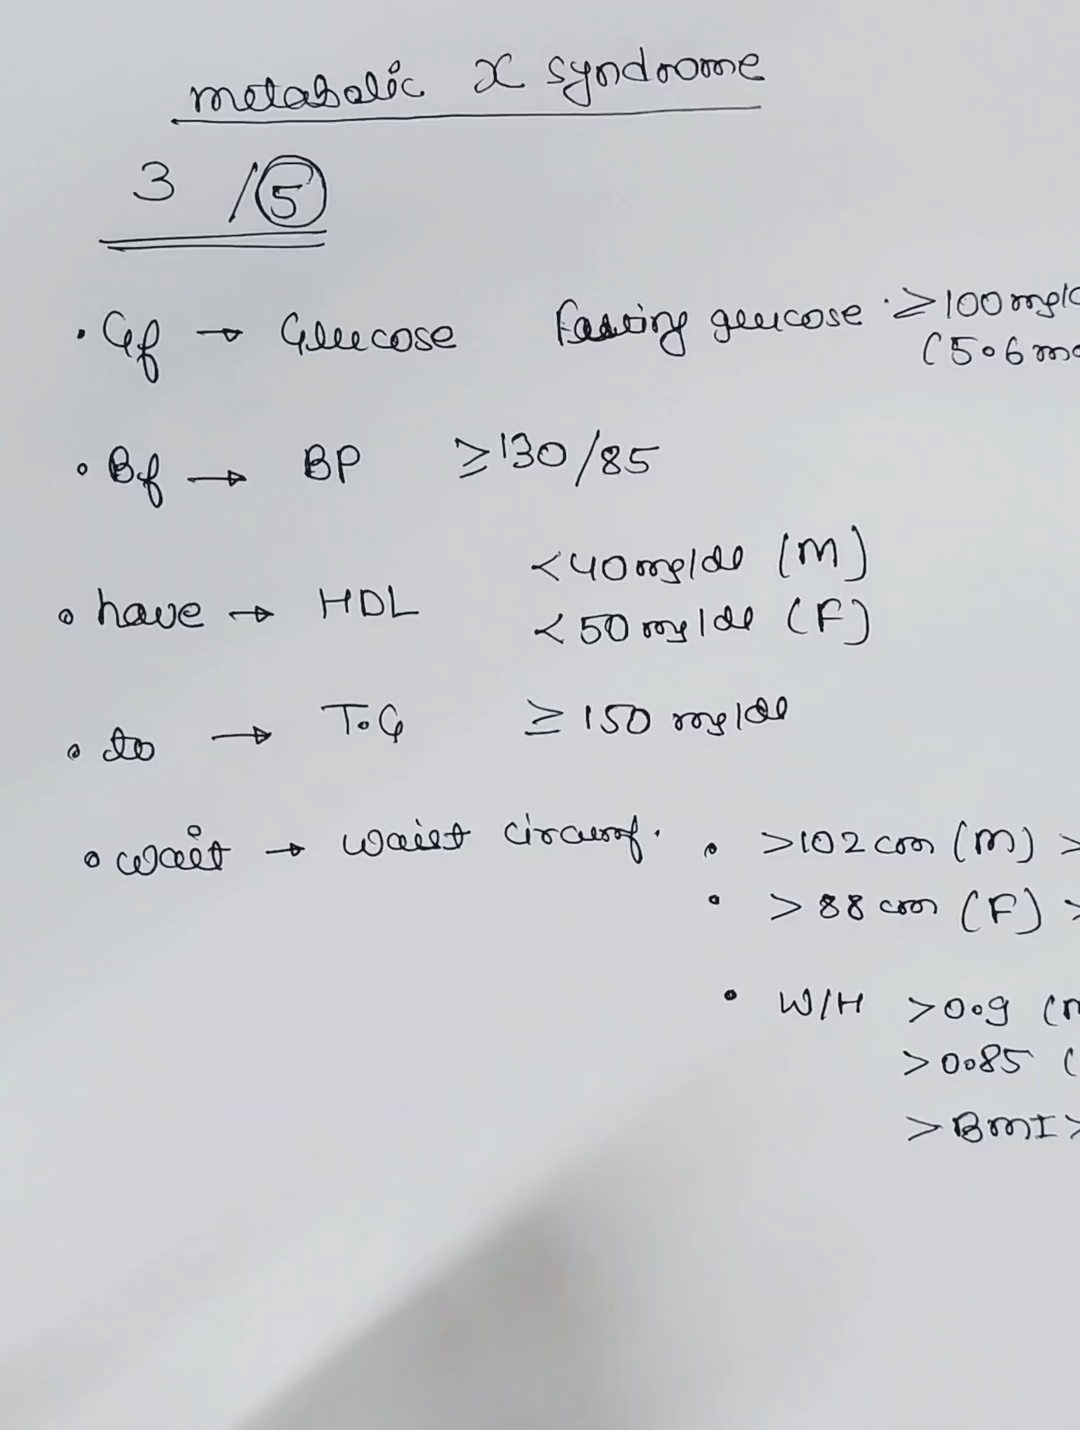 metabolic x syndrome
3 /5
• Gf → Glucose Fasting glucose ≥100 mg/d
(5.6 m
• Bf → BP ≥130/85
• have → HDL <40mg/dl (M)
<50 mg/dl (F)
• to → T.G ≥ 150 mg/dl
• wait → waist circumf. • >102 cm (M) >
• > 88 cm (F) >
• W/H >0.9 (m
>0.85 (
> BMI >